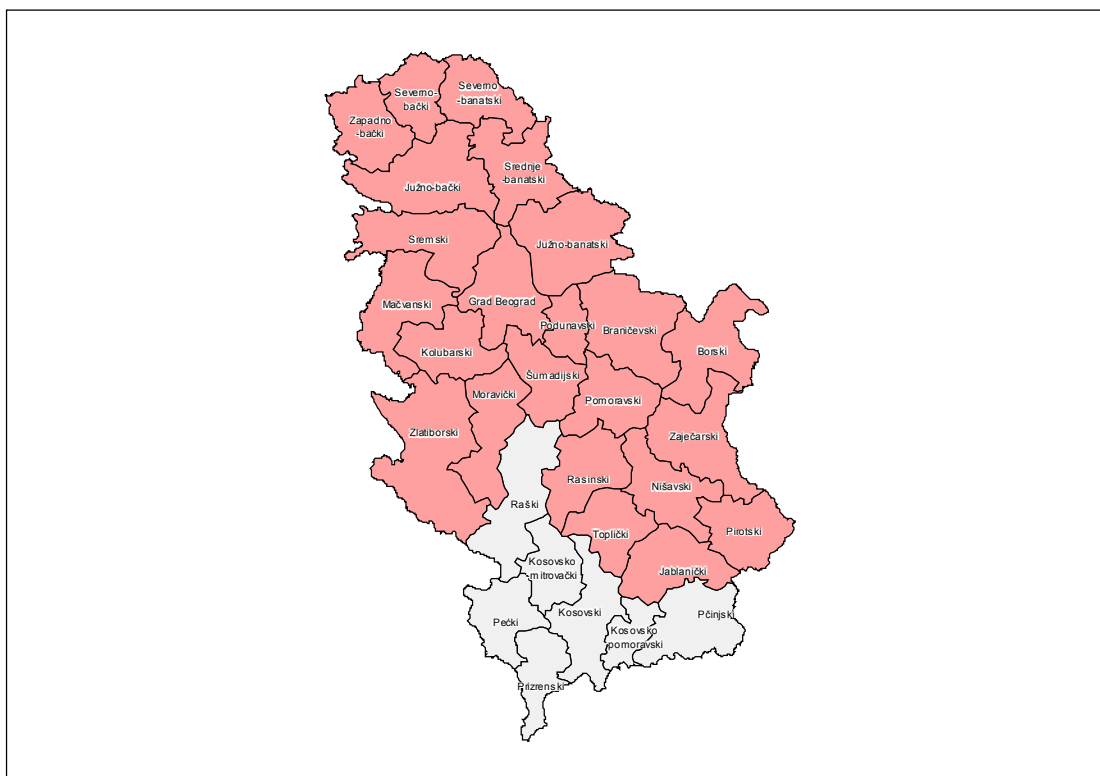 Severno-
bački
Severno
-banatski
Zapadno
-bački
Srednje
-banatski
Južno-bački
Sremski
Južno-banatski
Mačvanski
Grad Beograd
Podunavski
Braničevski
Kolubarski
Borski
Šumadijski
Moravički
Pomoravski
Zlatiborski
Zaječarski
Rasinski
Nišavski
Raški
Toplički
Pirotski
Kosovsko
-mitrovački
Jablanički
Pećki
Kosovski
Pčinjski
Kosovsko
pomoravski
Prizrenski